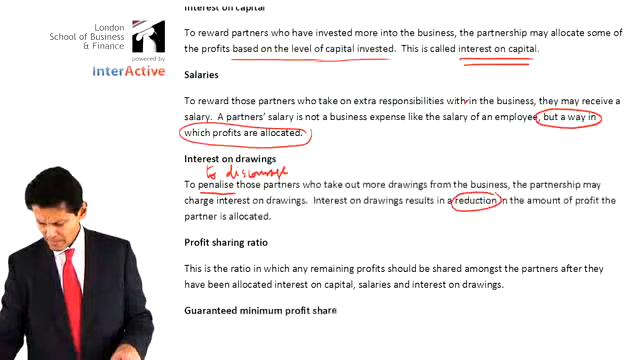 London
School of Business
& Finance
powered by
InterActive
Interest on capital
To reward partners who have invested more into the business, the partnership may allocate some of
the profits based on the level of capital invested. This is called interest on capital.
Salaries
To reward those partners who take on extra responsibilities with in the business, they may receive a
salary. A partners' salary is not a business expense like the salary of an employee, but a way in
which profits are allocated.
Interest on drawings
to discourage
To penalise those partners who take out more drawings from the business, the partnership may
charge interest on drawings. Interest on drawings results in a reduction in the amount of profit the
partner is allocated.
Profit sharing ratio
This is the ratio in which any remaining profits should be shared amongst the partners after they
have been allocated interest on capital, salaries and interest on drawings.
Guaranteed minimum profit share